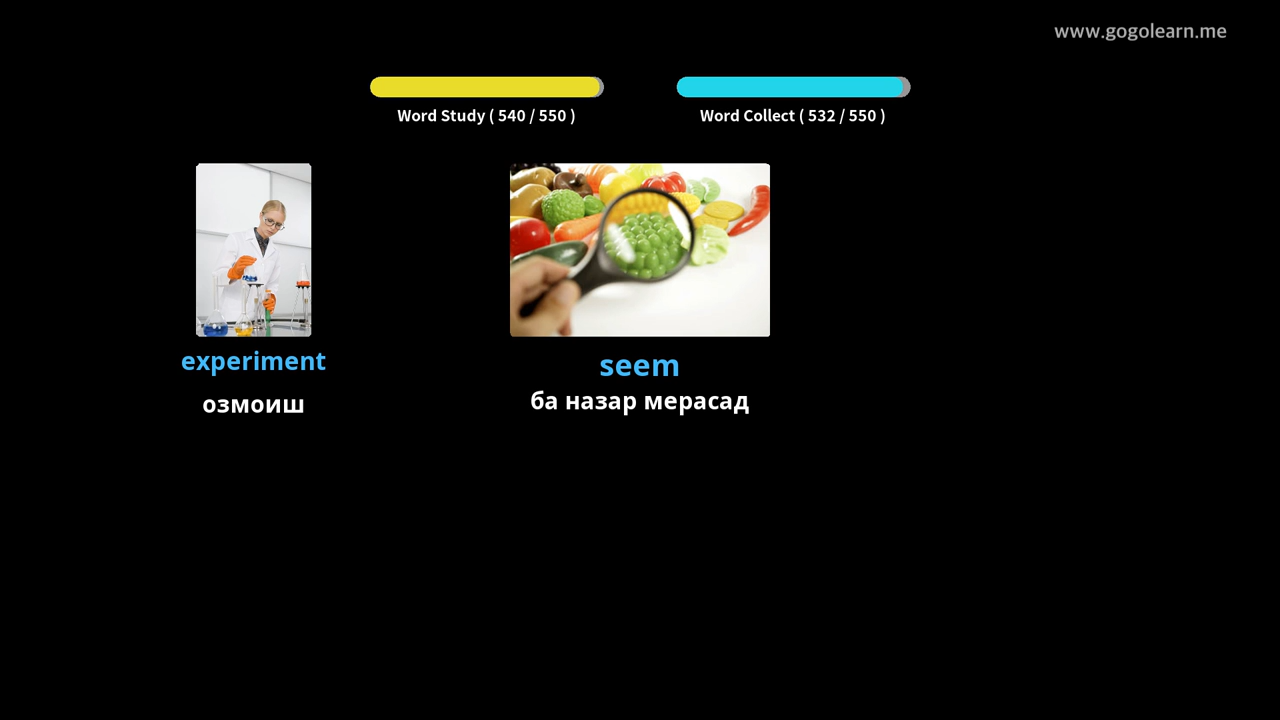 www.gogolearn.me
Word Study ( 540 / 550 )
Word Collect ( 532 / 550 )
experiment
озмоиш
seem
ба назар мерасад